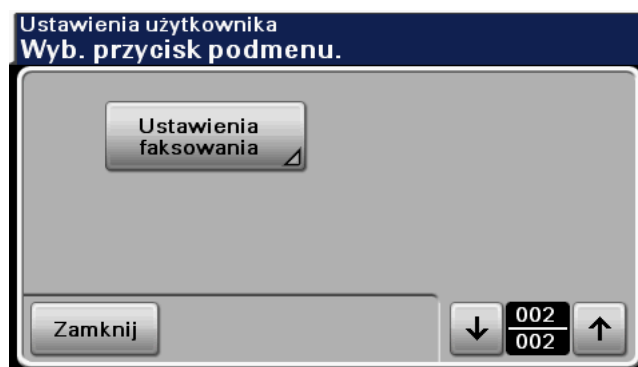 Ustawienia użytkownika
Wyb. przycisk podmenu.
Ustawienia
faksowania
Zamknij
↓
002
002
↑